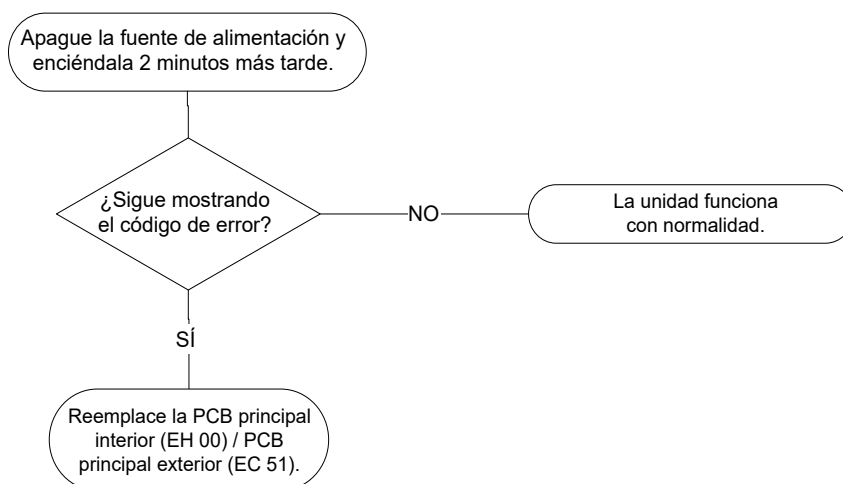 Apague la fuente de alimentación y
enciéndala 2 minutos más tarde.
¿Sigue mostrando
el código de error?
NO
La unidad funciona
con normalidad.
SÍ
Reemplace la PCB principal
interior (EH 00) / PCB
principal exterior (EC 51).